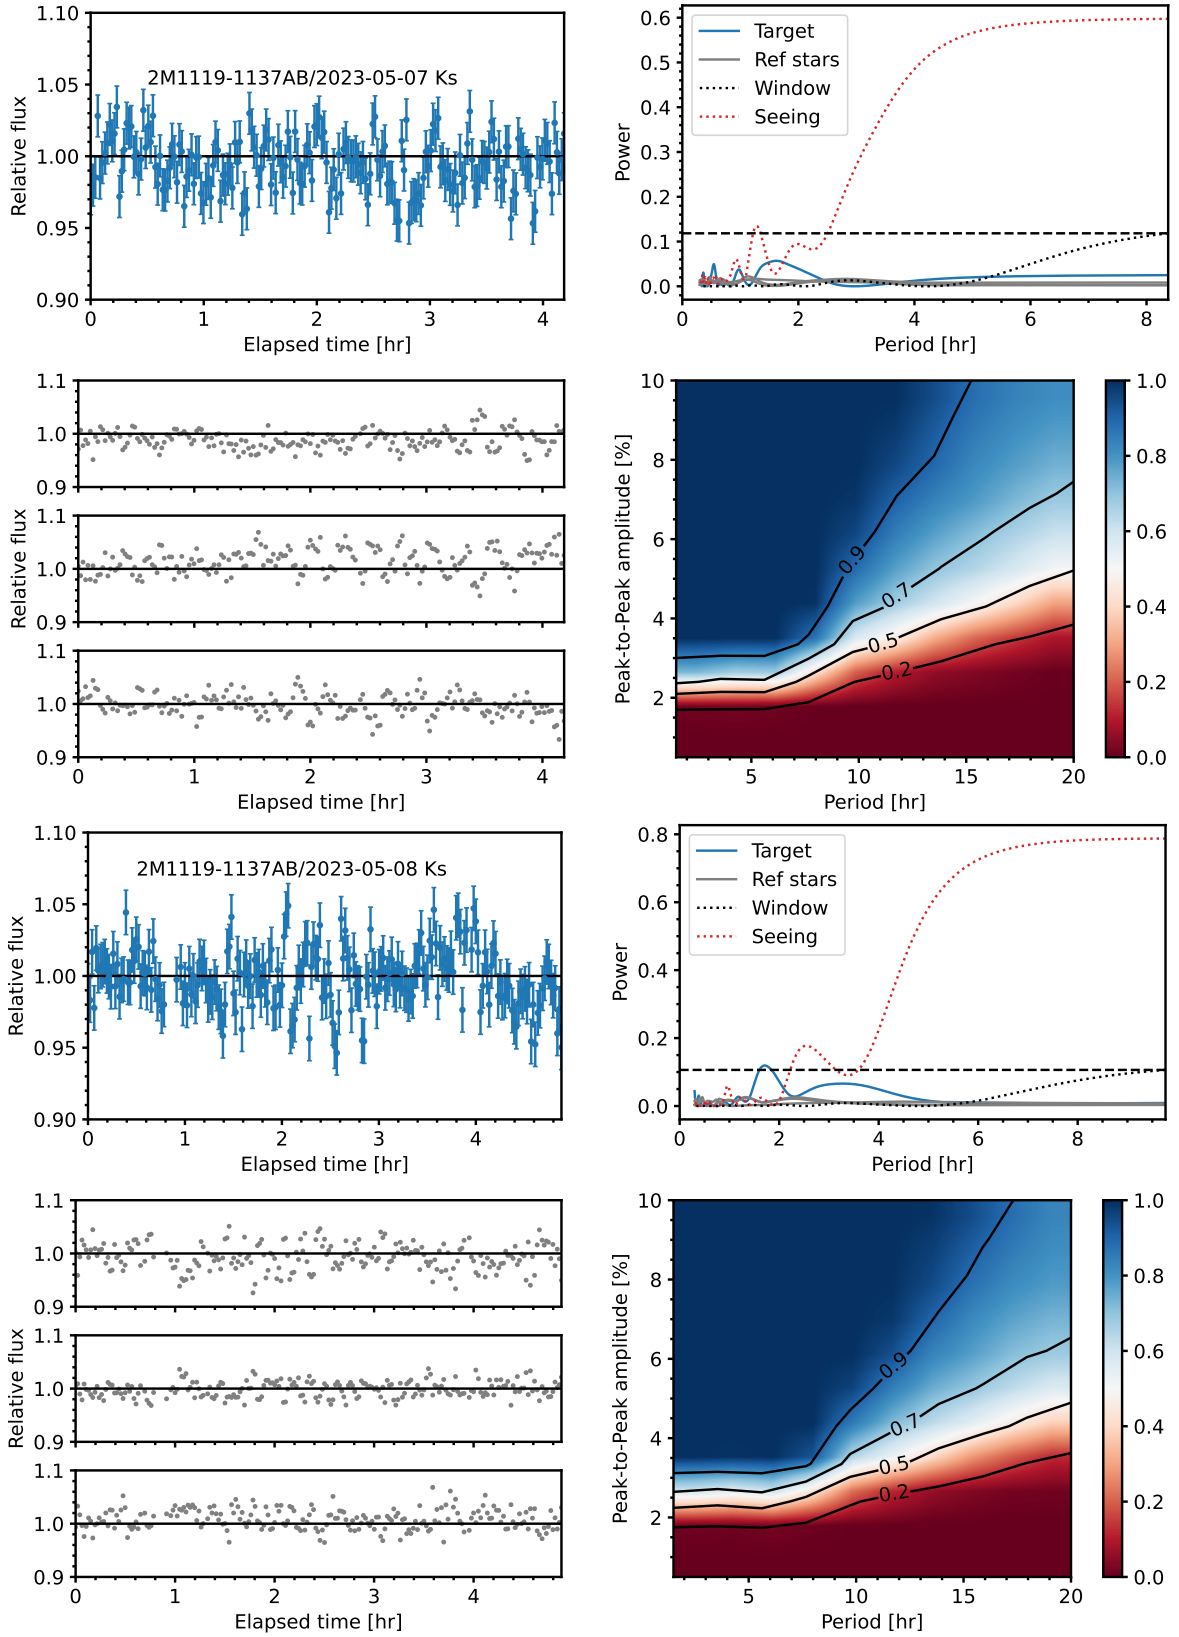 2M1119-1137AB/2023-05-07 Ks
1.10
1.05
1.00
0.95
0.90
Relative flux
0 1 2 3 4
Elapsed time [hr]
Target
Ref stars
Window
Seeing
0.6
0.5
0.4
0.3
0.2
0.1
0.0
Power
0 2 4 6 8
Period [hr]
1.1
1.0
0.9
1.1
1.0
0.9
1.1
1.0
0.9
Relative flux
0 1 2 3 4
Elapsed time [hr]
10
8
6
4
2
Peak-to-Peak amplitude [%]
0.9
0.7
0.5
0.2
5 10 15 20
Period [hr]
1.0
0.8
0.6
0.4
0.2
0.0
2M1119-1137AB/2023-05-08 Ks
1.10
1.05
1.00
0.95
0.90
Relative flux
0 1 2 3 4
Elapsed time [hr]
Target
Ref stars
Window
Seeing
0.8
0.6
0.4
0.2
0.0
Power
0 2 4 6 8
Period [hr]
1.1
1.0
0.9
1.1
1.0
0.9
1.1
1.0
0.9
Relative flux
0 1 2 3 4
Elapsed time [hr]
10
8
6
4
2
Peak-to-Peak amplitude [%]
0.9
0.7
0.5
0.2
5 10 15 20
Period [hr]
1.0
0.8
0.6
0.4
0.2
0.0